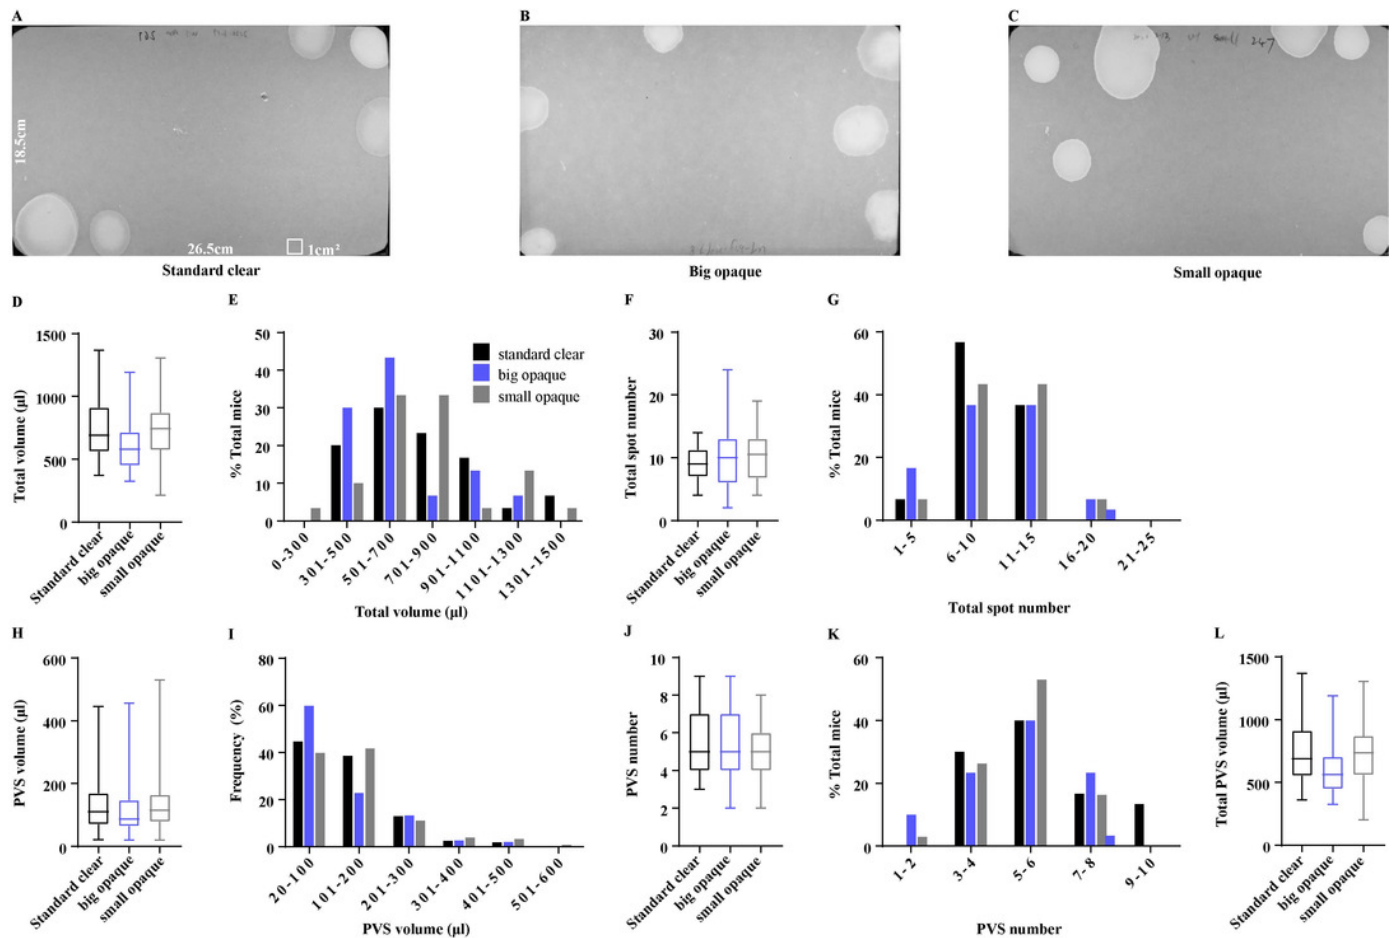 A
B
C
18.5cm
26.5cm
1cm²
247
Standard clear
Big opaque
Small opaque
D
E
F
G
1500
1000
500
0
Total volume (µl)
Standard clear
big opaque
small opaque
50
40
30
20
10
0
% Total mice
standard clear
big opaque
small opaque
0-300
301-500
501-700
701-900
901-1100
1101-1300
1301-1500
Total volume (µl)
30
20
10
0
Total spot number
Standard clear
big opaque
small opaque
60
40
20
0
% Total mice
1-5
6-10
11-15
16-20
21-25
Total spot number
H
I
J
K
L
600
400
200
0
PVS volume (µl)
Standard clear
big opaque
small opaque
80
60
40
20
0
Frequency (%)
20-100
101-200
201-300
301-400
401-500
501-600
PVS volume (µl)
10
8
6
4
2
0
PVS number
Standard clear
big opaque
small opaque
60
40
20
0
% Total mice
1-2
3-4
5-6
7-8
9-10
PVS number
1500
1000
500
0
Total PVS volume (µl)
Standard clear
big opaque
small opaque